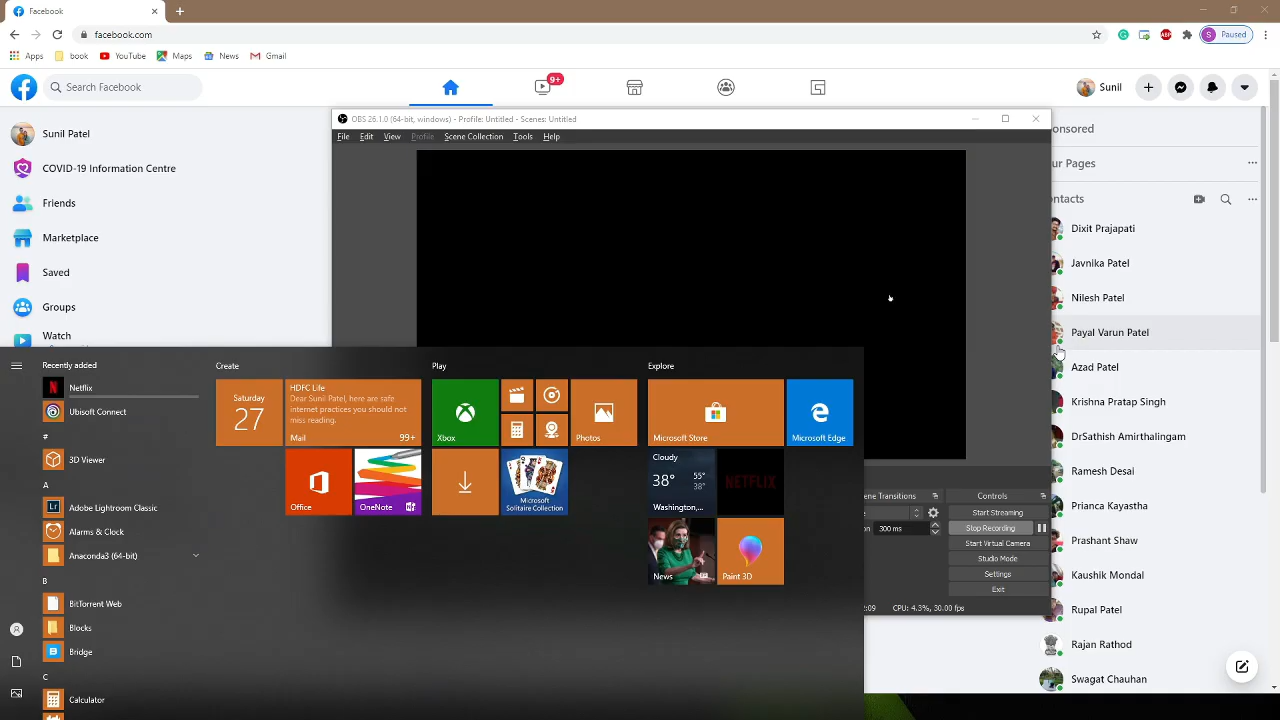 Facebook
facebook.com
Paused
Apps
book
YouTube
Maps
News
Gmail
Search Facebook
9+
Sunil
Sunil Patel
COVID-19 Information Centre
Friends
Marketplace
Saved
Groups
Watch
OBS 26.1.0 (64-bit, windows) - Profile: Untitled - Scenes: Untitled
File
Edit
View
Profile
Scene Collection
Tools
Help
onsored
ur Pages
ontacts
Dixit Prajapati
Javnika Patel
Nilesh Patel
Payal Varun Patel
Azad Patel
Krishna Pratap Singh
DrSathish Amirthalingam
Ramesh Desai
Prianca Kayastha
Prashant Shaw
Kaushik Mondal
Rupal Patel
Rajan Rathod
Swagat Chauhan
ene Transitions
Controls
300 ms
Start Streaming
Stop Recording
Start Virtual Camera
Studio Mode
Settings
Exit
2:09
CPU: 4.3%, 30.00 fps
Recently added
Netflix
Ubisoft Connect
#
3D Viewer
A
Adobe Lightroom Classic
Alarms & Clock
Anaconda3 (64-bit)
B
BitTorrent Web
Blocks
Bridge
C
Calculator
Create
Saturday
27
HDFC Life
Dear Sunil Patel, here are safe
internet practices you should not
miss reading.
Mail
99+
Office
OneNote
Play
Xbox
Photos
Microsoft
Solitaire Collection
Explore
Microsoft Store
Microsoft Edge
Cloudy
38°
55°
38°
Washington,...
NETFLIX
News
Paint 3D